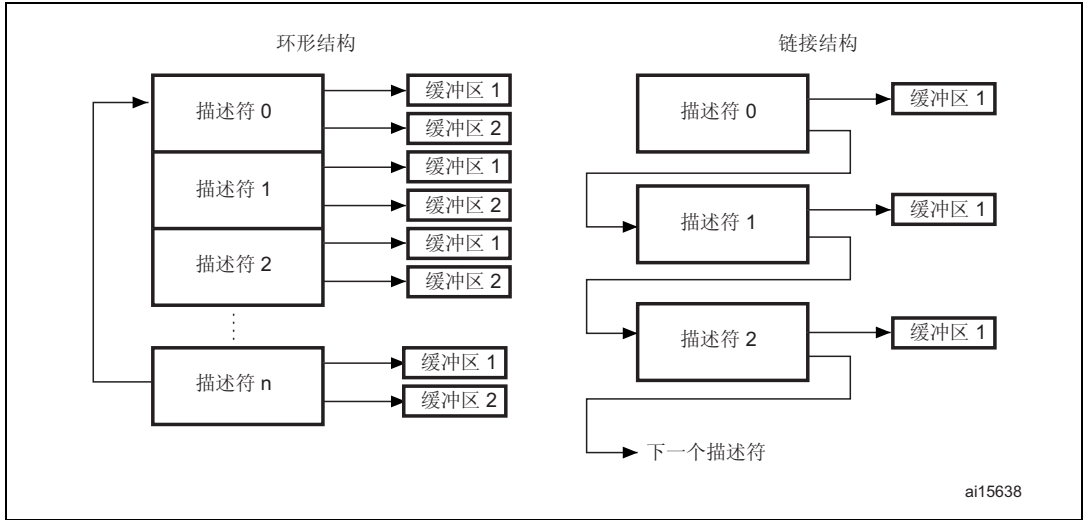 环形结构
描述符 0
缓冲区 1
缓冲区 2
描述符 1
缓冲区 1
缓冲区 2
描述符 2
缓冲区 1
缓冲区 2
描述符 n
缓冲区 1
缓冲区 2
链接结构
描述符 0
缓冲区 1
描述符 1
缓冲区 1
描述符 2
缓冲区 1
下一个描述符
ai15638